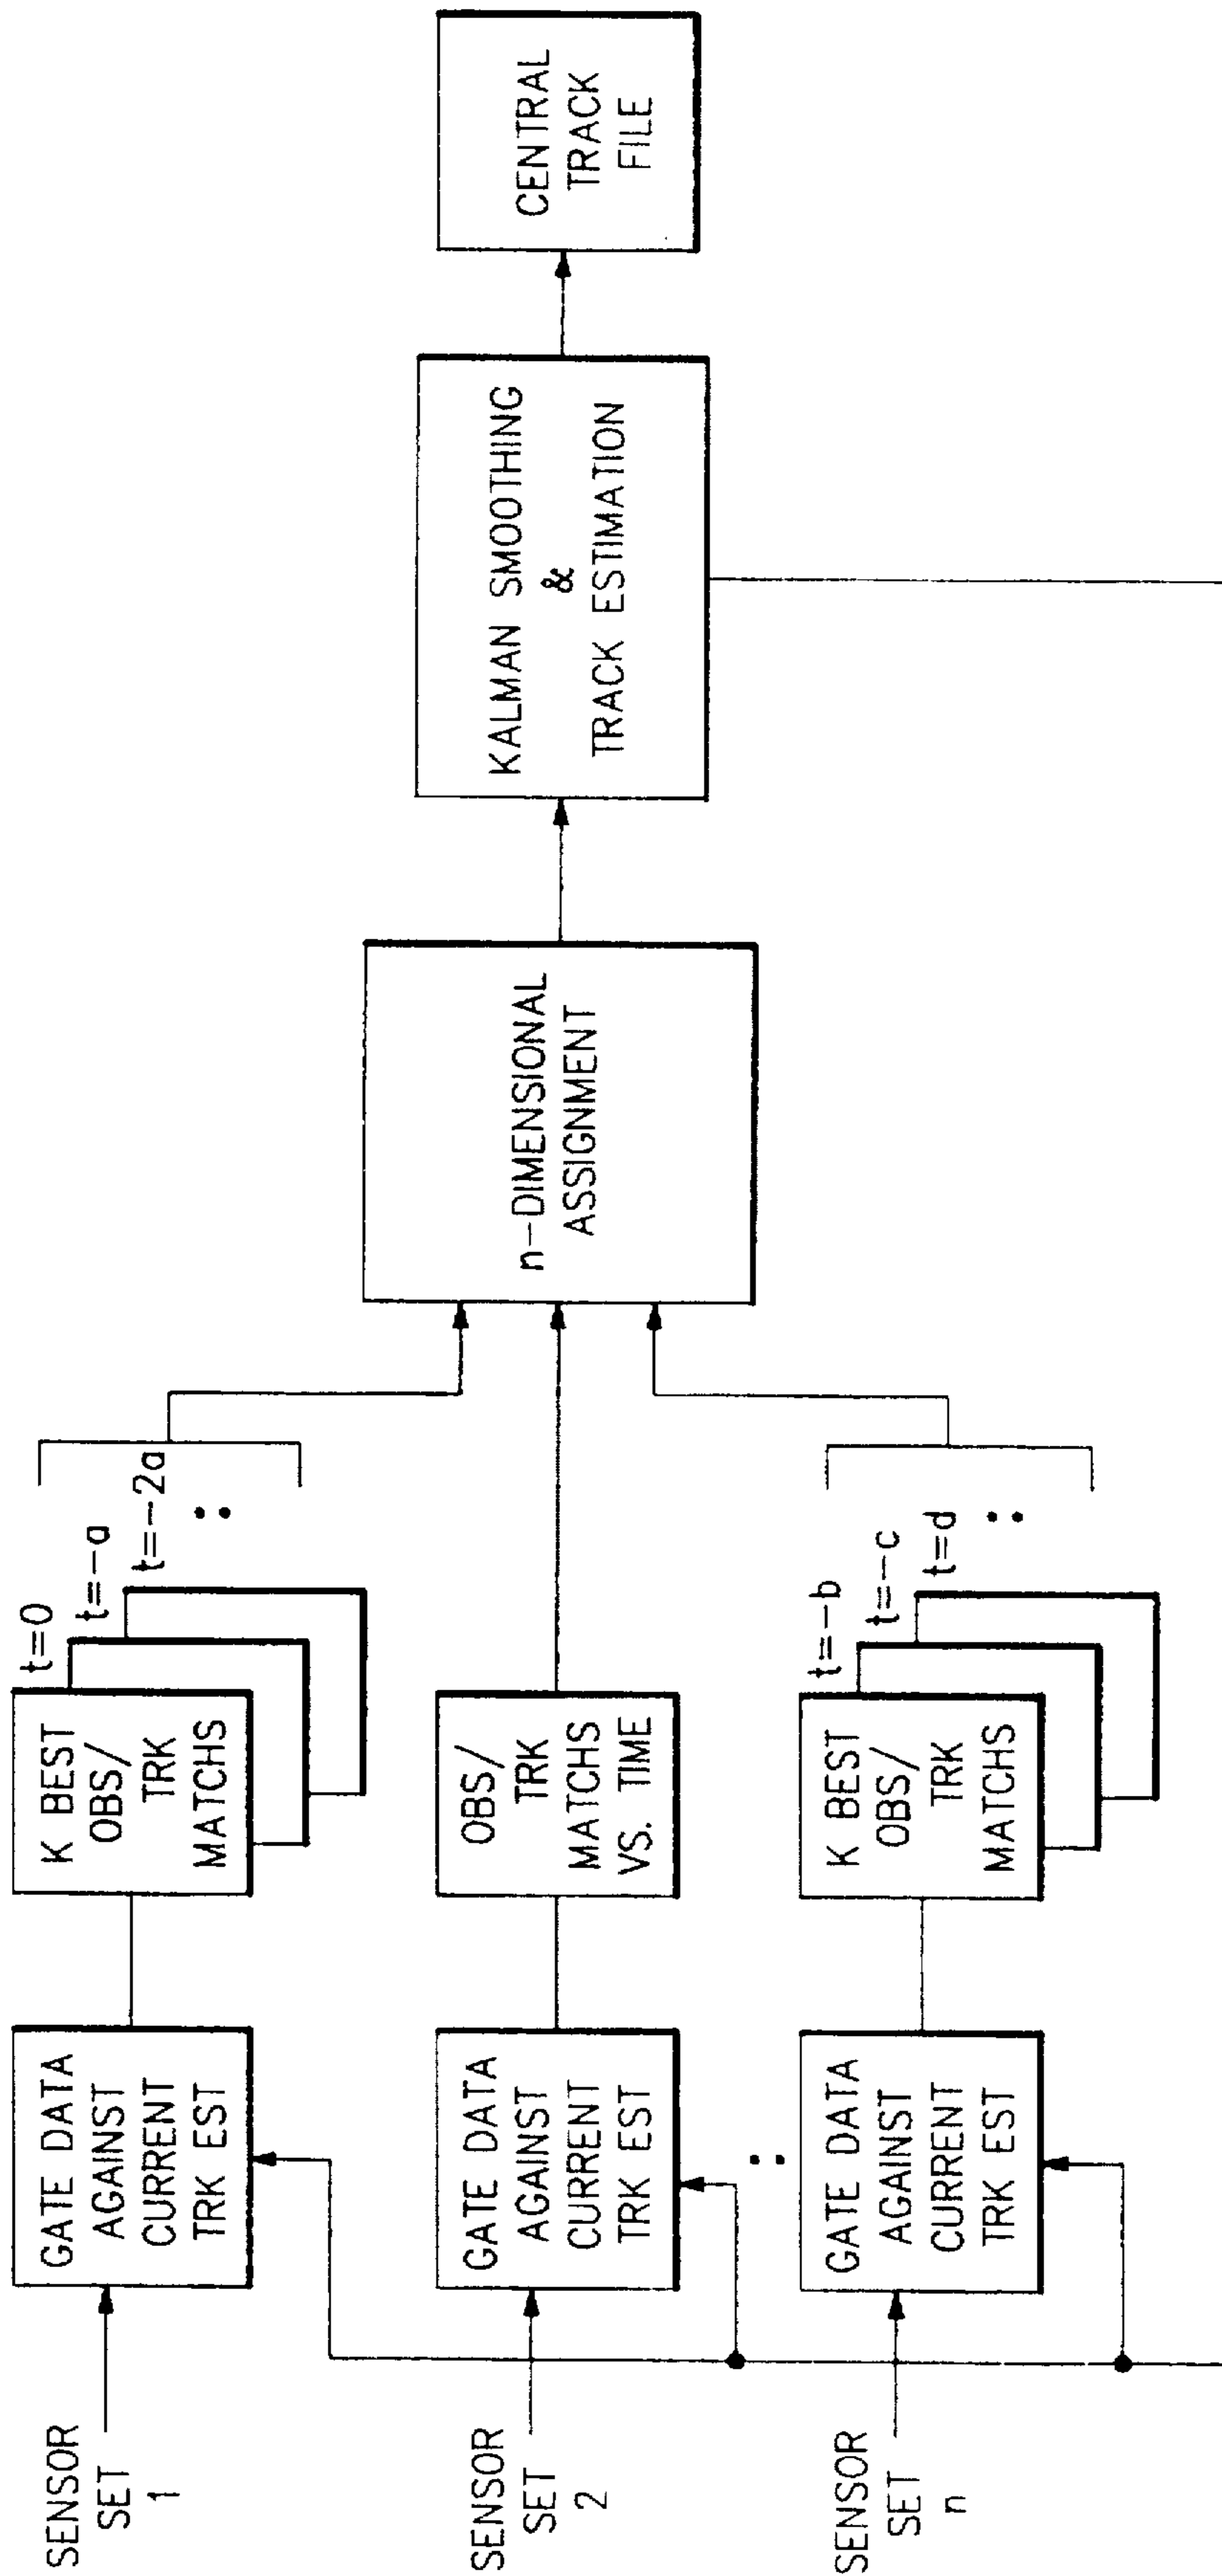 SENSOR
SET
1
GATE DATA
AGAINST
CURRENT
TRK EST
K BEST
OBS/
TRK
MATCHS
t=0
t=-a
t=-2a
SENSOR
SET
2
GATE DATA
AGAINST
CURRENT
TRK EST
OBS/
TRK
MATCHS
VS. TIME
SENSOR
SET
n
GATE DATA
AGAINST
CURRENT
TRK EST
K BEST
OBS/
TRK
MATCHS
t=-b
t=-c
t=d
n-DIMENSIONAL
ASSIGNMENT
KALMAN SMOOTHING
&
TRACK ESTIMATION
CENTRAL
TRACK
FILE